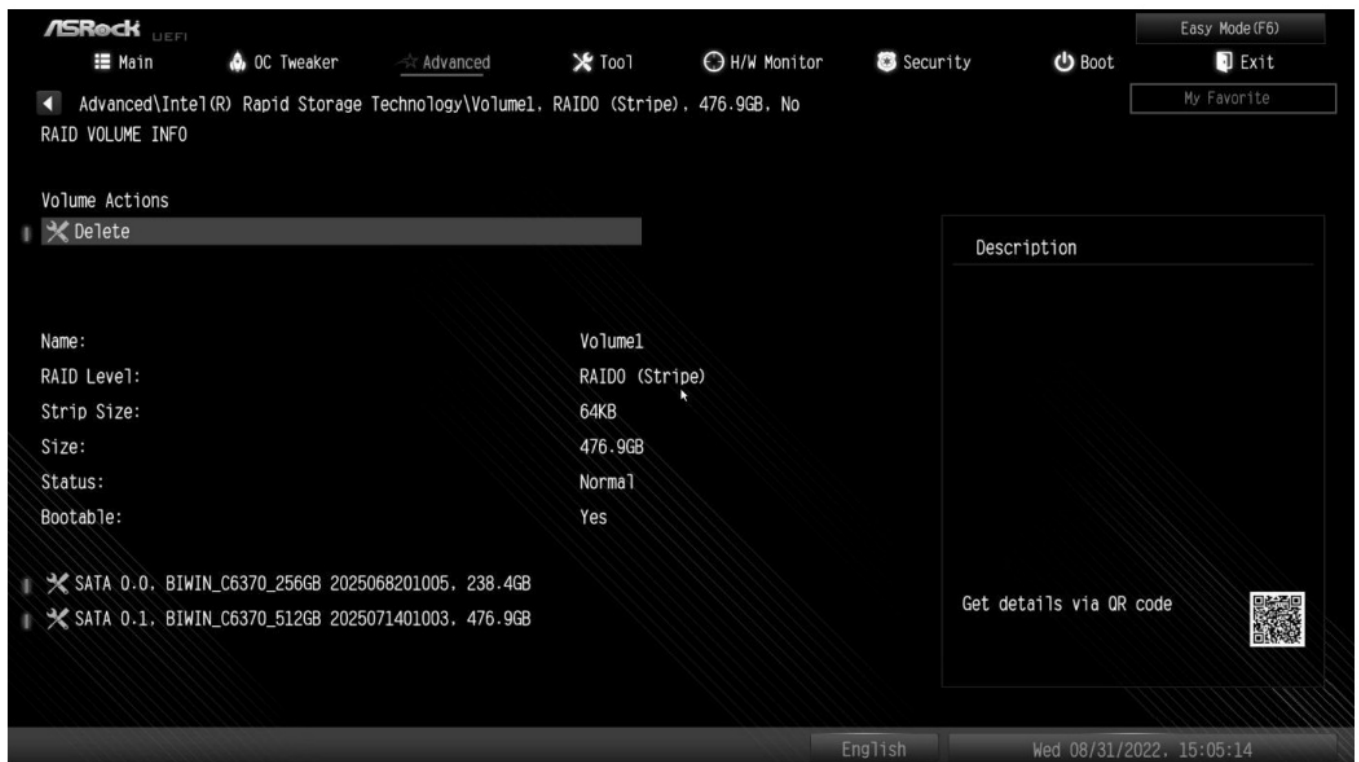 ASRock UEFI
Easy Mode(F6)
Main OC Tweaker Advanced Tool H/W Monitor Security Boot Exit
Advanced\Intel(R) Rapid Storage Technology\Volume1, RAID0 (Stripe), 476.9GB, No
My Favorite
RAID VOLUME INFO
Volume Actions
Delete
Description
Name: Volume1
RAID Level: RAID0 (Stripe)
Strip Size: 64KB
Size: 476.9GB
Status: Normal
Bootable: Yes
SATA 0.0, BIWIN_C6370_256GB 2025068201005, 238.4GB
SATA 0.1, BIWIN_C6370_512GB 2025071401003, 476.9GB
Get details via QR code
English
Wed 08/31/2022, 15:05:14